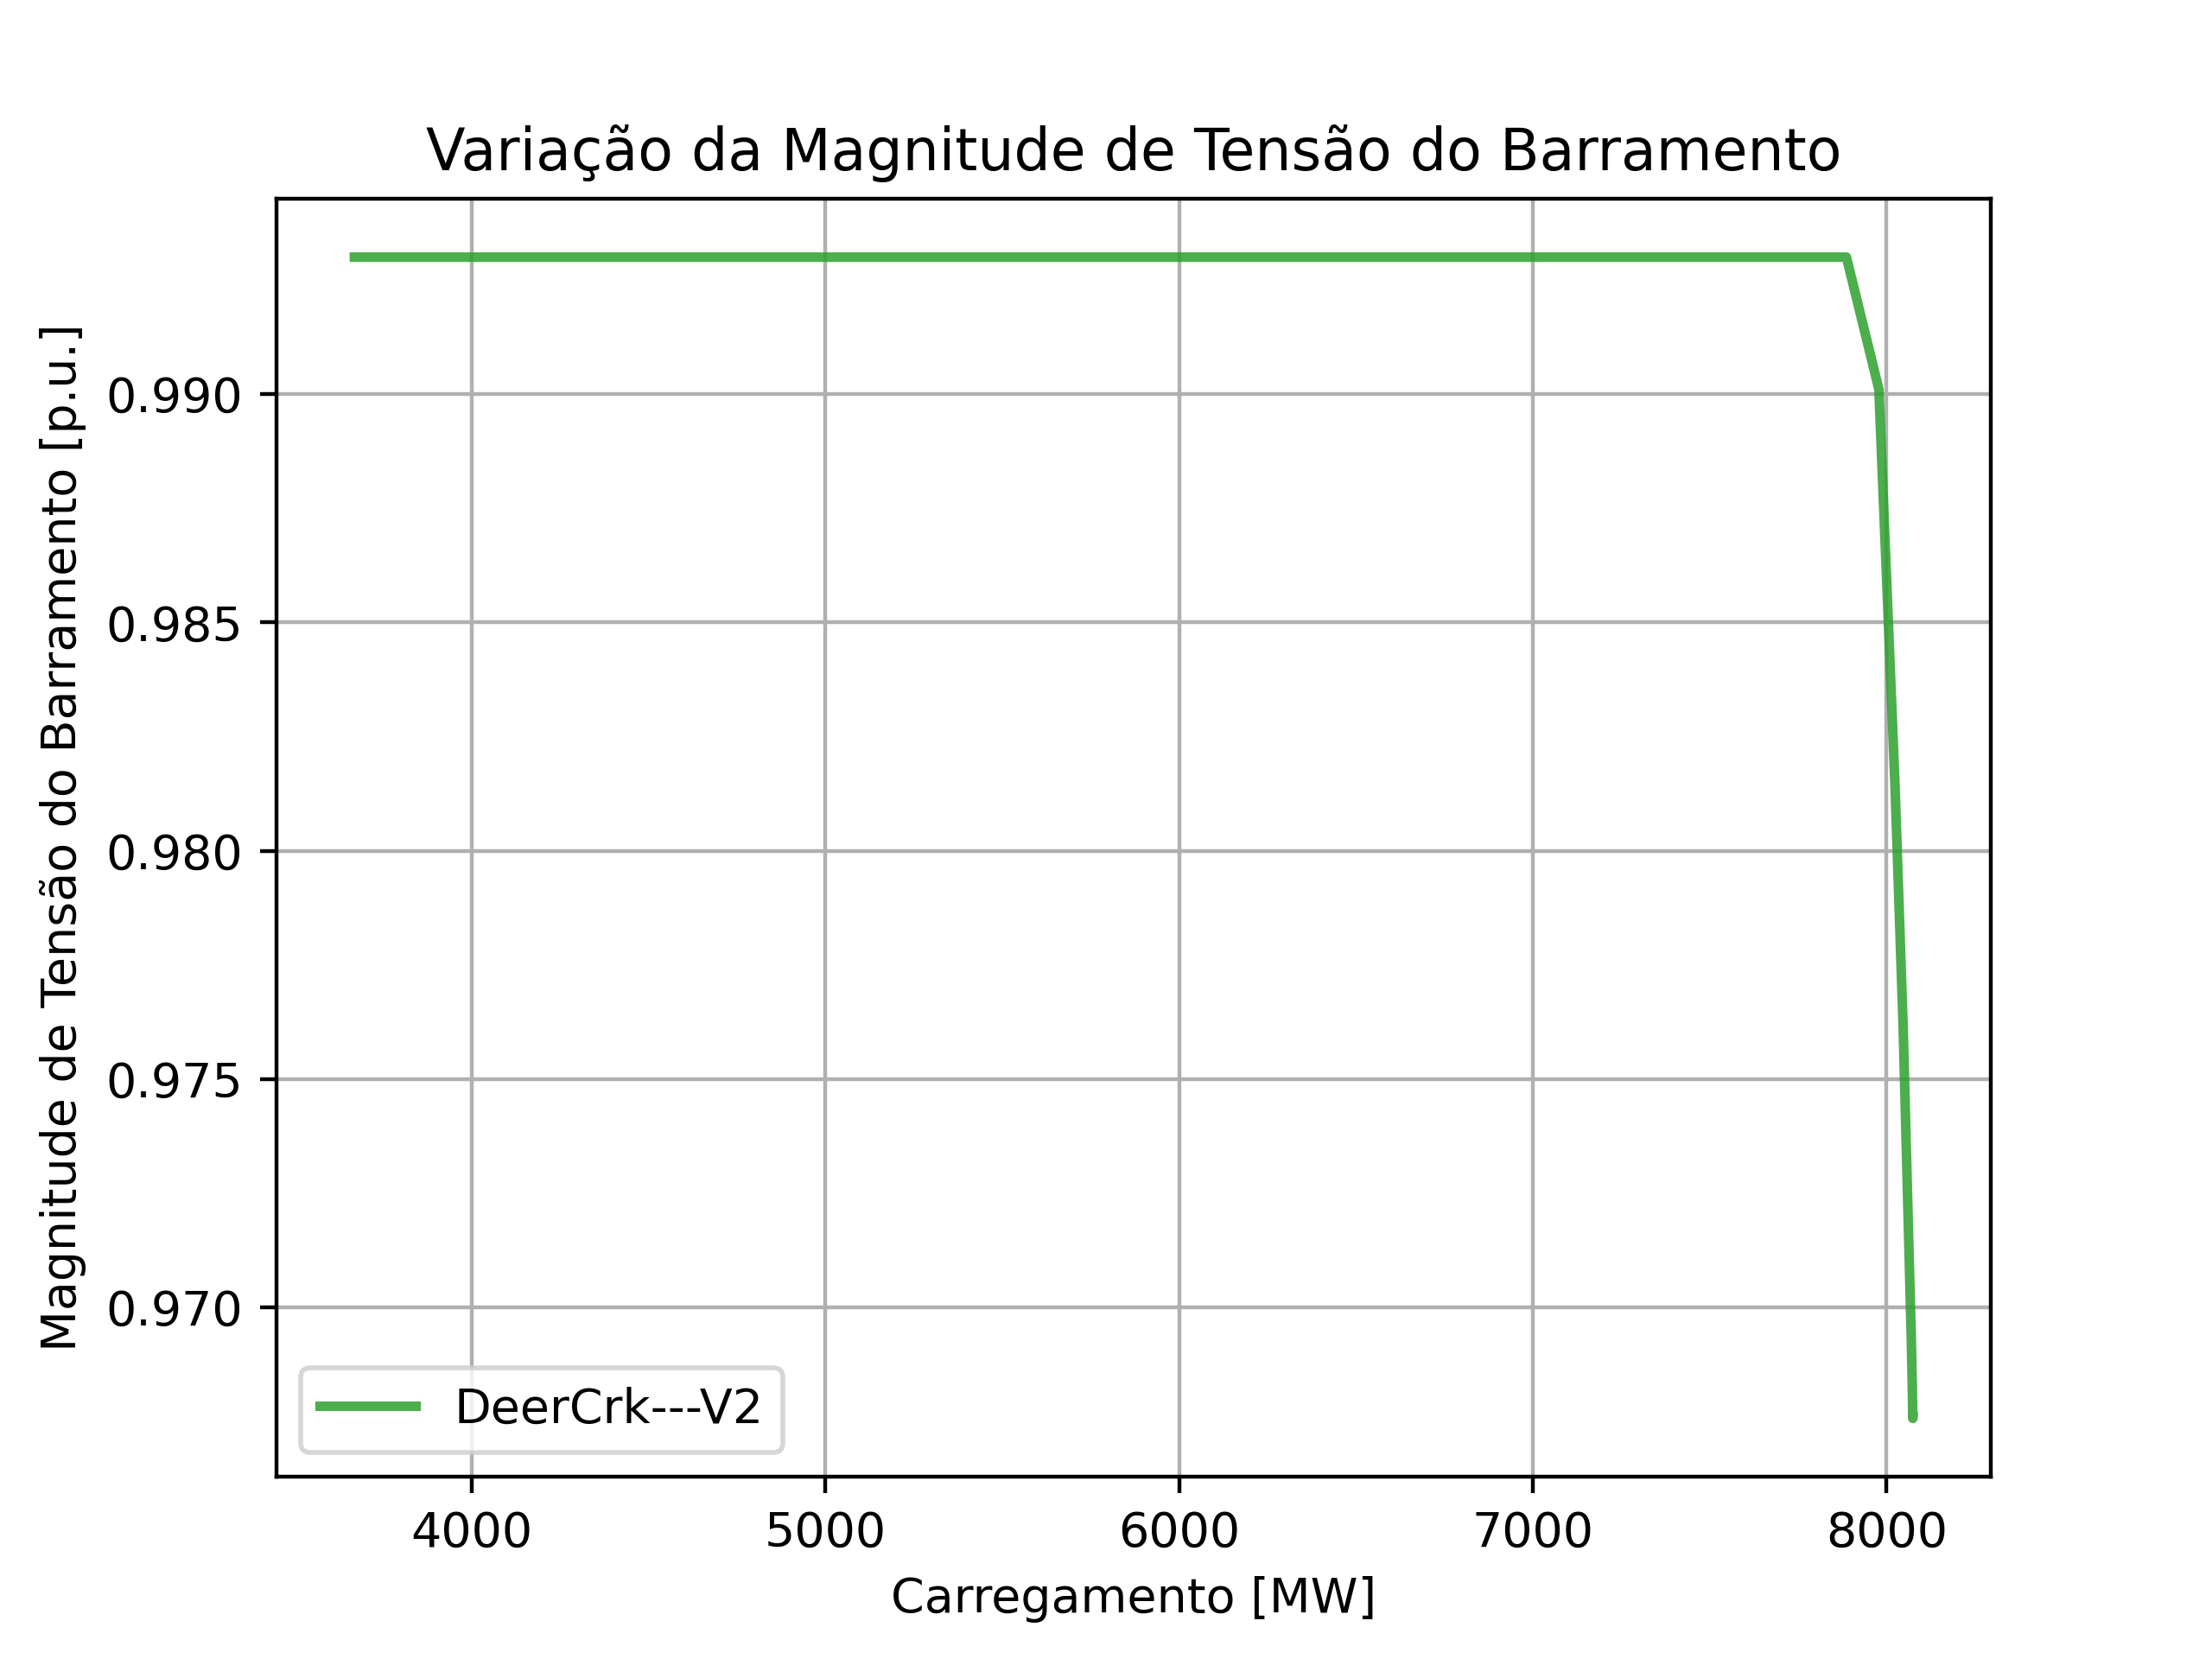 Variação da Magnitude de Tensão do Barramento
Magnitude de Tensão do Barramento [p.u.]
0.990
0.985
0.980
0.975
0.970
DeerCrk---V2
4000 5000 6000 7000 8000
Carregamento [MW]